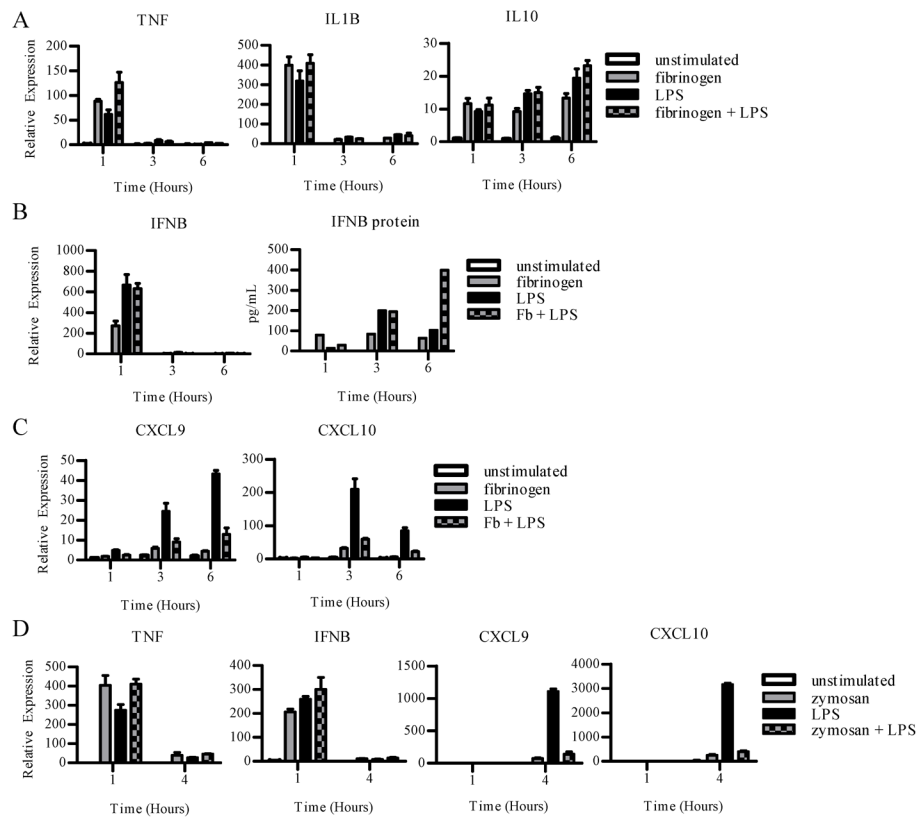 A
TNF
IL1B
IL10
Relative Expression
200
150
100
50
0
1
3
6
Time (Hours)
500
400
300
200
100
0
1
3
6
Time (Hours)
30
20
10
0
1
3
6
Time (Hours)
unstimulated
fibrinogen
LPS
fibrinogen + LPS
B
IFNB
IFNB protein
Relative Expression
1000
800
600
400
200
0
1
3
6
Time (Hours)
pg/mL
500
400
300
200
100
0
1
3
6
Time (Hours)
unstimulated
fibrinogen
LPS
Fb + LPS
C
CXCL9
CXCL10
Relative Expression
50
40
30
20
10
0
1
3
6
Time (Hours)
300
200
100
0
1
3
6
Time (Hours)
unstimulated
fibrinogen
LPS
Fb + LPS
D
TNF
IFNB
CXCL9
CXCL10
Relative Expression
500
400
300
200
100
0
1
4
Time (Hours)
400
300
200
100
0
1
4
Time (Hours)
1500
1000
500
0
1
4
Time (Hours)
4000
3000
2000
1000
0
1
4
Time (Hours)
unstimulated
zymosan
LPS
zymosan + LPS